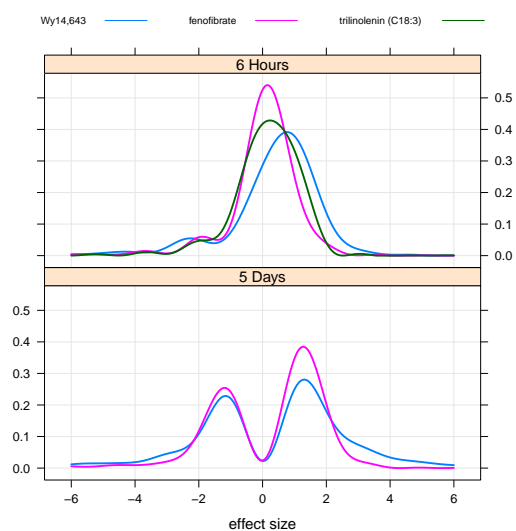 Wy14,643 fenofibrate trilinolenin (C18:3)
6 Hours
0.5
0.4
0.3
0.2
0.1
0.0
5 Days
0.5
0.4
0.3
0.2
0.1
0.0
−6 −4 −2 0 2 4 6
effect size